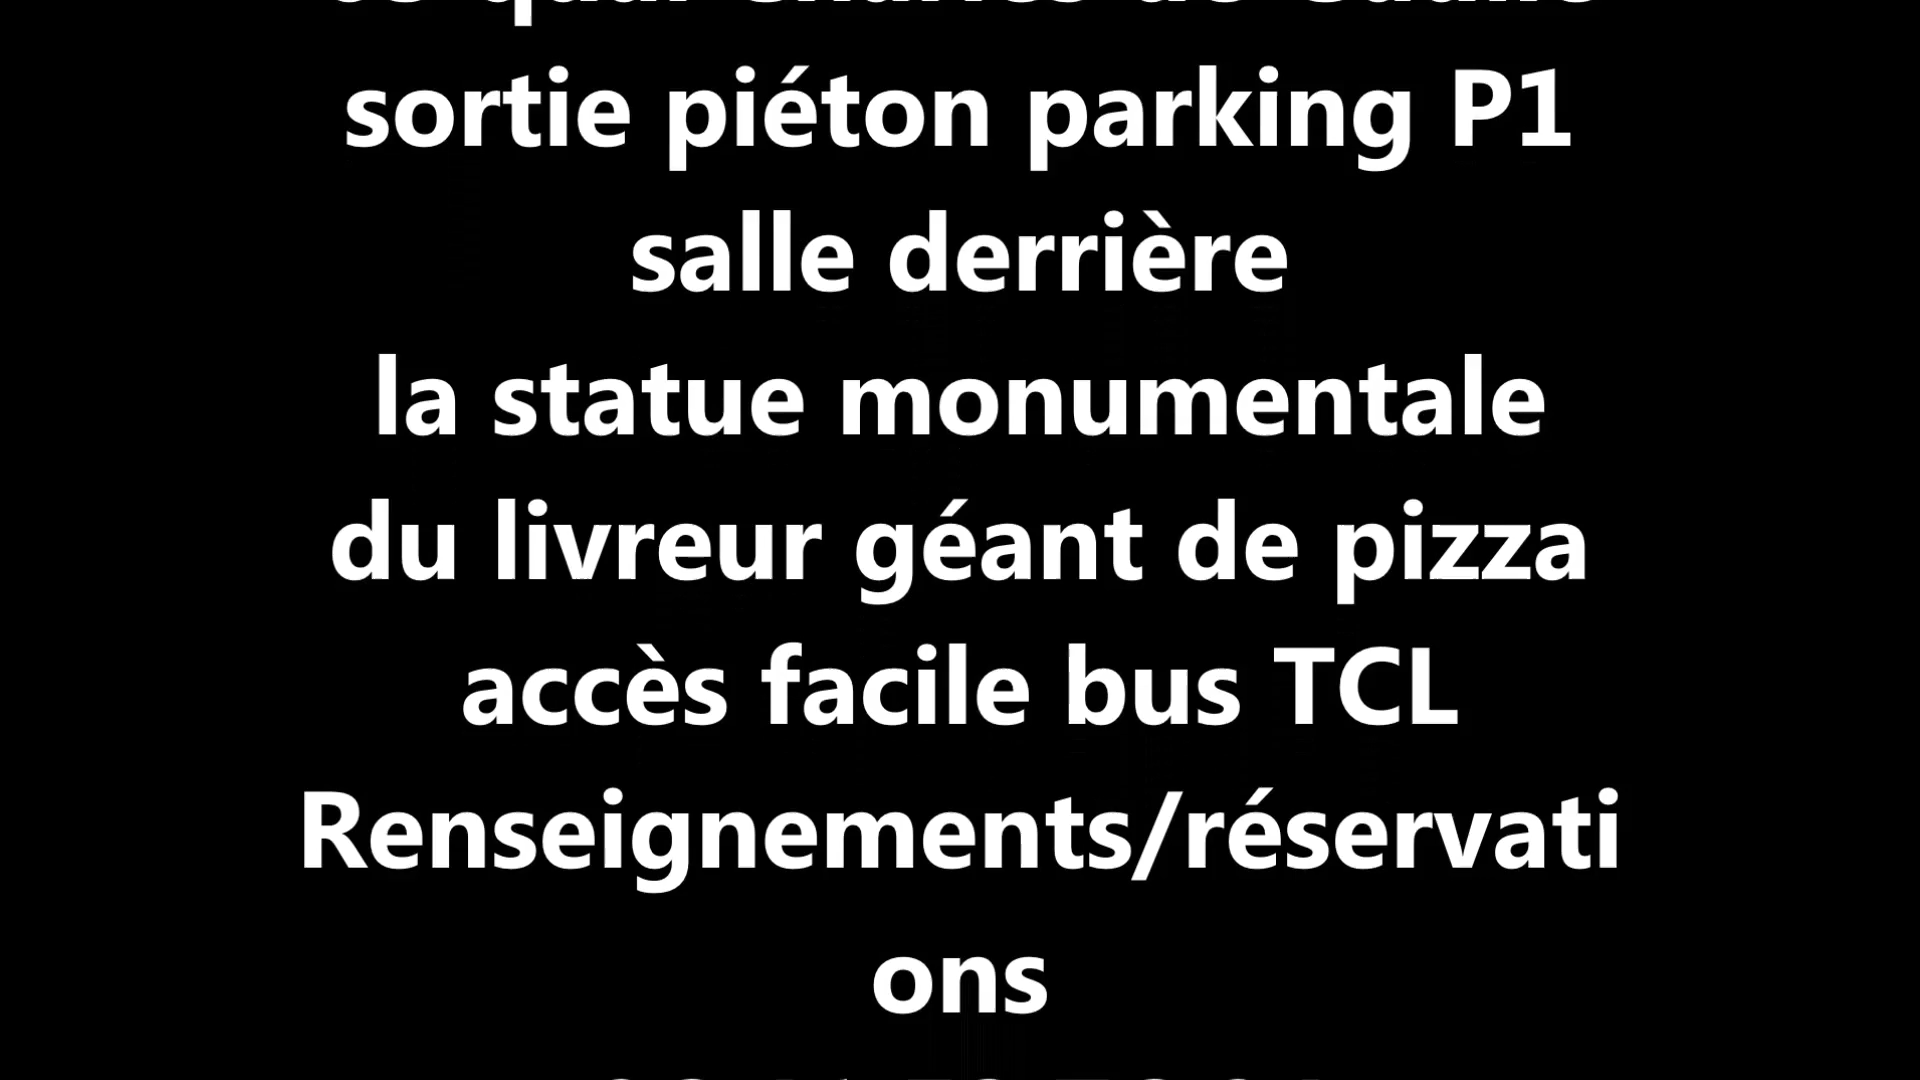 sortie piéton parking P1
salle derrière
la statue monumentale
du livreur géant de pizza
accès facile bus TCL
Renseignements/réservati
ons